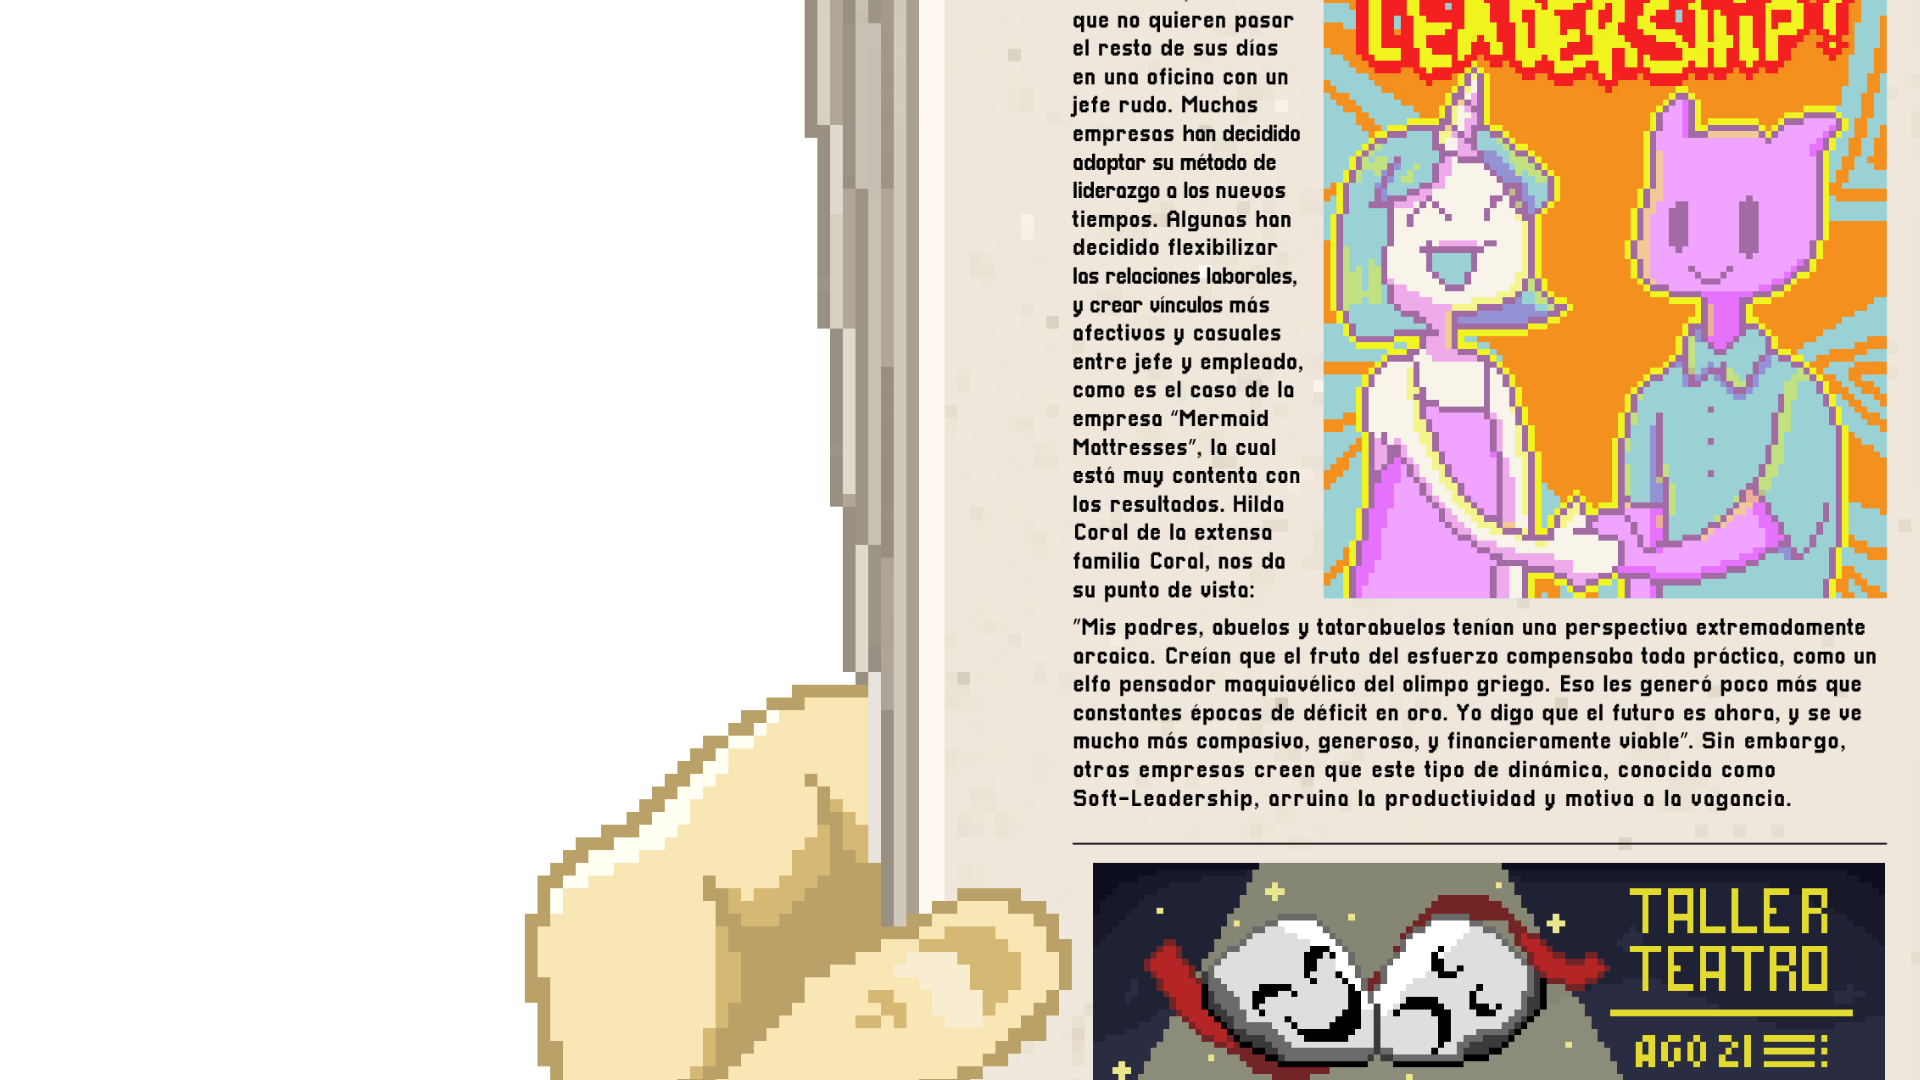 LEADERSHIP!
que no quieren pasar
el resto de sus días
en una oficina con un
jefe rudo. Muchas
empresas han decidido
adoptar su método de
liderazgo a los nuevos
tiempos. Algunas han
decidido flexibilizar
las relaciones laborales,
y crear vínculos más
afectivos y casuales
entre jefe y empleado,
como es el caso de la
empresa "Mermaid
Mattresses", la cual
está muy contenta con
los resultados. Hilda
Coral de la extensa
familia Coral, nos da
su punto de vista:
"Mis padres, abuelos y tatarabuelos tenían una perspectiva extremadamente
arcaica. Creían que el fruto del esfuerzo compensaba toda práctica, como un
elfo pensador maquiavélico del olimpo griego. Eso les generó poco más que
constantes épocas de déficit en oro. Yo digo que el futuro es ahora, y se ve
mucho más compasivo, generoso, y financieramente viable". Sin embargo,
otras empresas creen que este tipo de dinámica, conocida como
Soft-Leadership, arruina la productividad y motiva a la vagancia.
TALLER
TEATRO
AGO 21